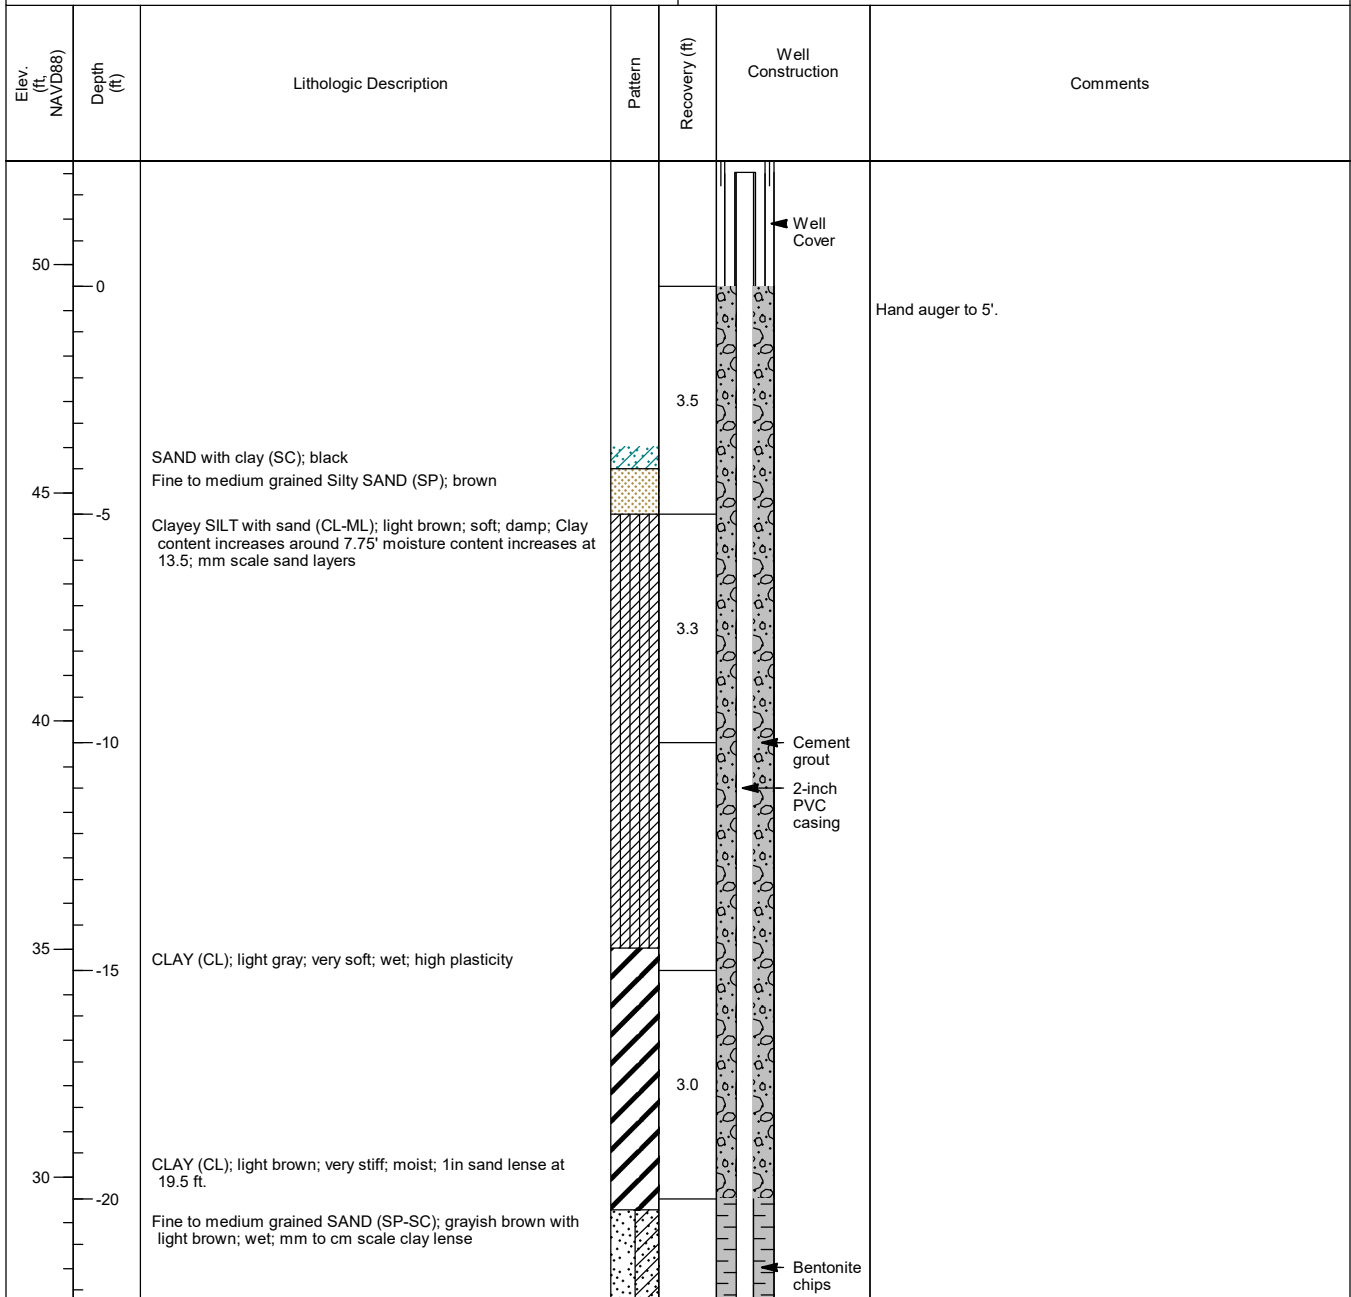 Elev.
(ft,
NAVD88)
Depth
(ft)
Lithologic Description
Pattern
Recovery (ft)
Well
Construction
Comments
Well
Cover
50
0
Hand auger to 5'.
3.5
SAND with clay (SC); black
Fine to medium grained Silty SAND (SP); brown
45
-5
Clayey SILT with sand (CL-ML); light brown; soft; damp; Clay
content increases around 7.75' moisture content increases at
13.5; mm scale sand layers
3.3
40
-10
Cement
grout
2-inch
PVC
casing
35
CLAY (CL); light gray; very soft; wet; high plasticity
-15
3.0
CLAY (CL); light brown; very stiff; moist; 1in sand lense at
19.5 ft.
30
-20
Fine to medium grained SAND (SP-SC); grayish brown with
light brown; wet; mm to cm scale clay lense
Bentonite
chips